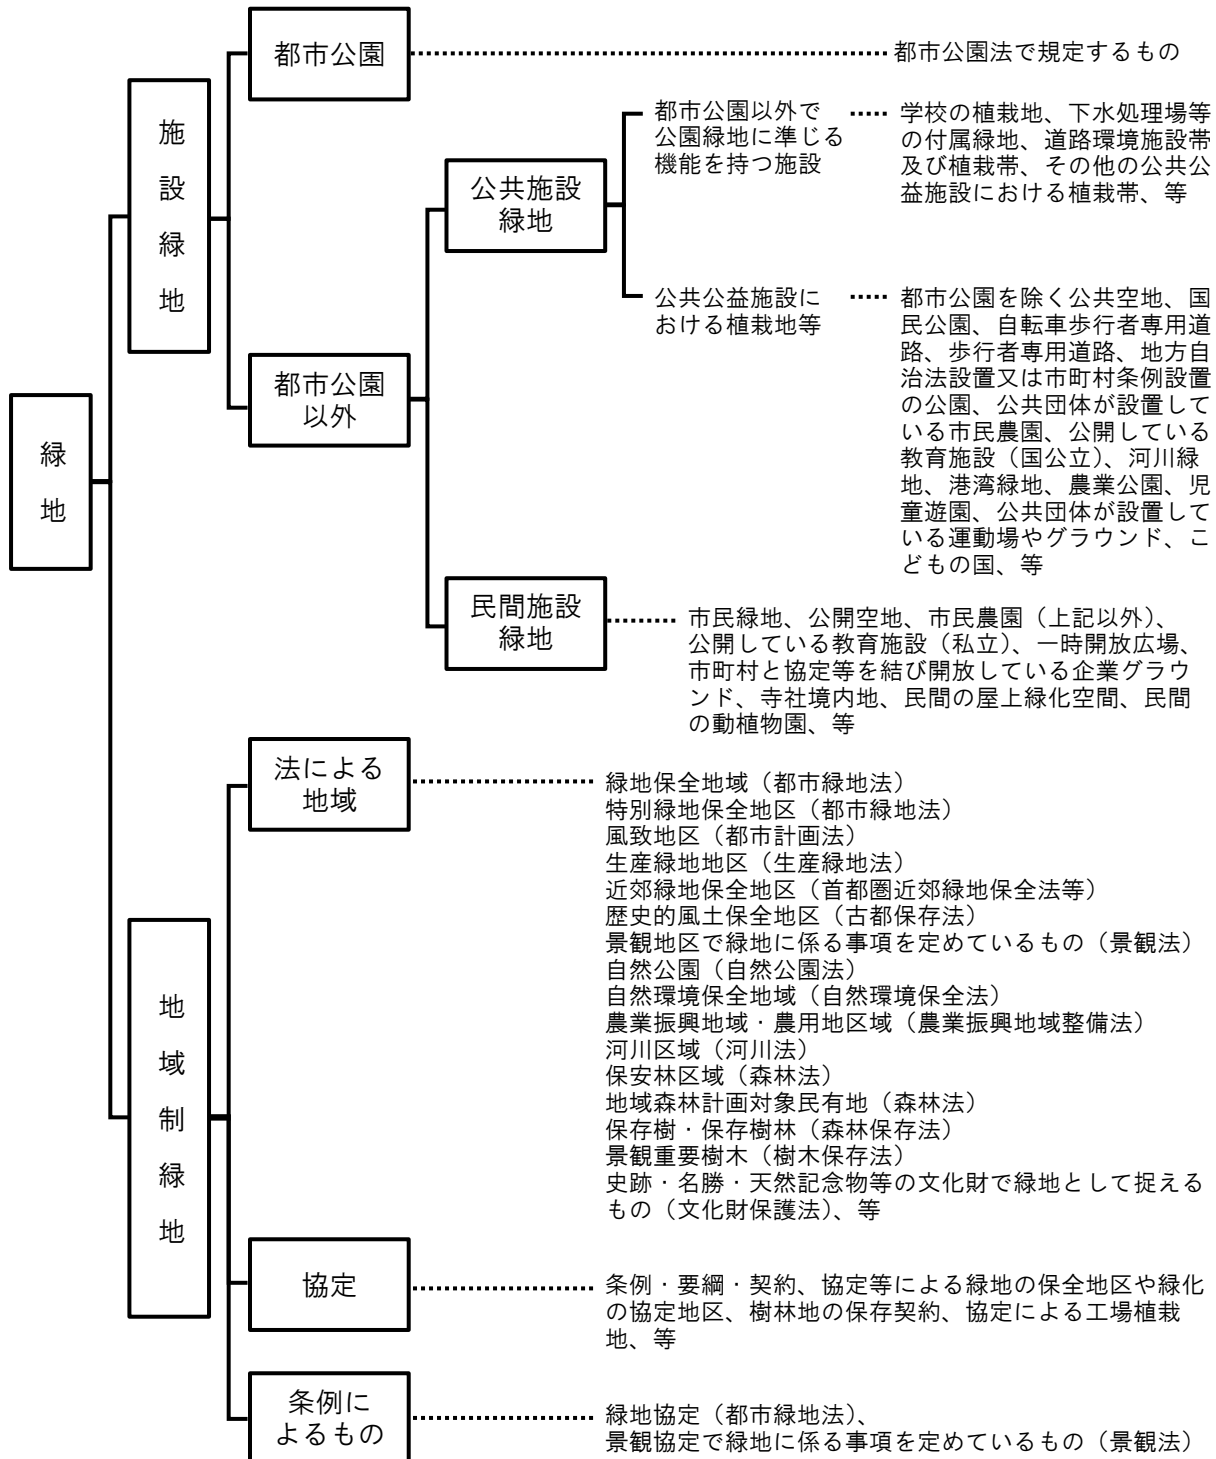 都市公園
都市公園法で規定するもの
施設緑地
都市公園以外で
公園緑地に準じる
機能を持つ施設
学校の植栽地、下水処理場等
の付属緑地、道路環境施設帯
及び植栽帯、その他の公共公
益施設における植栽帯、等
公共施設
緑地
公共公益施設に
おける植栽地等
都市公園を除く公共空地、国
民公園、自転車歩行者専用道
路、歩行者専用道路、地方自
治法設置又は市町村条例設置
の公園、公共団体が設置して
いる市民農園、公開している
教育施設（国公立）、河川緑
地、港湾緑地、農業公園、児
童遊園、公共団体が設置して
いる運動場やグラウンド、こ
どもの国、等
都市公園
以外
緑地
民間施設
緑地
市民緑地、公開空地、市民農園（上記以外）、
公開している教育施設（私立）、一時開放広場、
市町村と協定等を結び開放している企業グラウ
ンド、寺社境内地、民間の屋上緑化空間、民間
の動植物園、等
法による
地域
緑地保全地域（都市緑地法）
特別緑地保全地区（都市緑地法）
風致地区（都市計画法）
生産緑地地区（生産緑地法）
近郊緑地保全地区（首都圏近郊緑地保全法等）
歴史的風土保全地区（古都保存法）
景観地区で緑地に係る事項を定めているもの（景観法）
自然公園（自然公園法）
自然環境保全地域（自然環境保全法）
農業振興地域・農用地区域（農業振興地域整備法）
河川区域（河川法）
保安林区域（森林法）
地域森林計画対象民有地（森林法）
保存樹・保存樹林（森林保存法）
景観重要樹木（樹木保存法）
史跡・名勝・天然記念物等の文化財で緑地として捉える
もの（文化財保護法）、等
地域制緑地
協定
条例・要綱・契約、協定等による緑地の保全地区や緑化
の協定地区、樹林地の保存契約、協定による工場植栽
地、等
条例に
よるもの
緑地協定（都市緑地法）、
景観協定で緑地に係る事項を定めているもの（景観法）